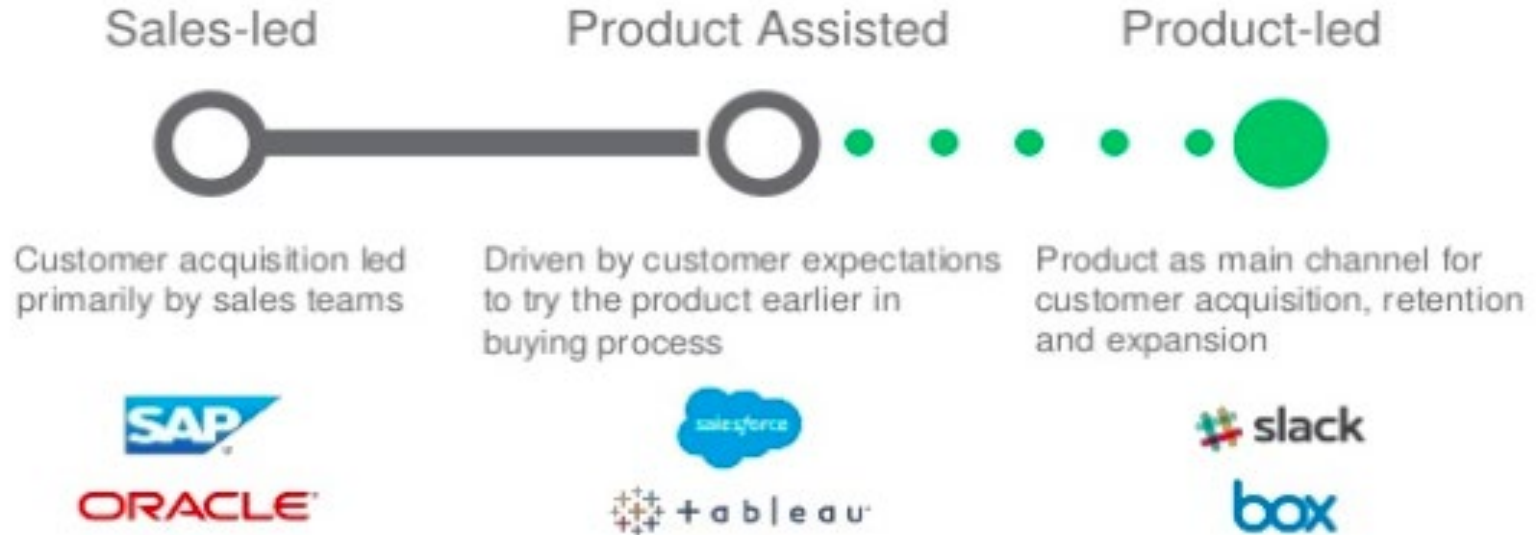 Sales-led
Product Assisted
Product-led
Customer acquisition led
primarily by sales teams
Driven by customer expectations
to try the product earlier in
buying process
Product as main channel for
customer acquisition, retention
and expansion
SAP
ORACLE
salesforce
+ableau
slack
box